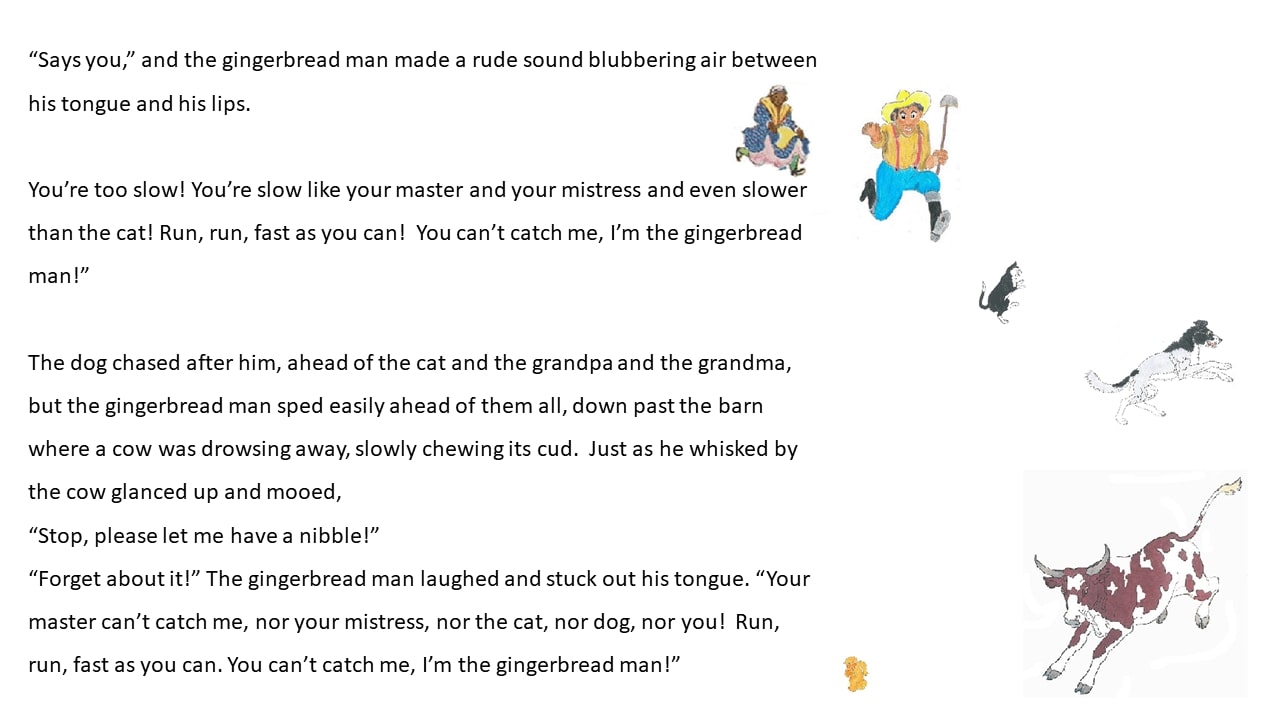 “Says you,” and the gingerbread man made a rude sound blubbering air between
his tongue and his lips.
You’re too slow! You’re slow like your master and your mistress and even slower
than the cat! Run, run, fast as you can!  You can’t catch me, I’m the gingerbread
man!”
The dog chased after him, ahead of the cat and the grandpa and the grandma,
but the gingerbread man sped easily ahead of them all, down past the barn
where a cow was drowsing away, slowly chewing its cud.  Just as he whisked by
the cow glanced up and mooed,
“Stop, please let me have a nibble!”
“Forget about it!” The gingerbread man laughed and stuck out his tongue. “Your
master can’t catch me, nor your mistress, nor the cat, nor dog, nor you!  Run,
run, fast as you can. You can’t catch me, I’m the gingerbread man!”